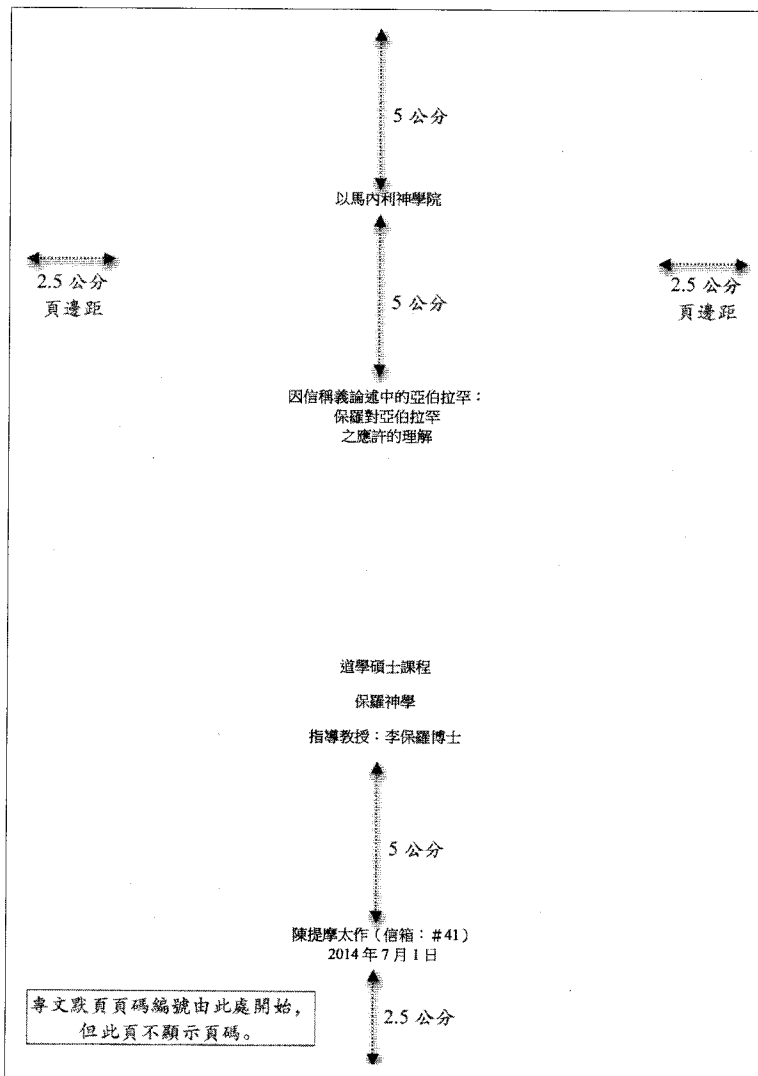 5 公分
以馬內利神學院
2.5 公分
頁邊距
5 公分
2.5 公分
頁邊距
因信稱義論述中的亞伯拉罕：
保羅對亞伯拉罕
之應許的理解
道學碩士課程
保羅神學
指導教授：李保羅博士
5 公分
陳提摩太作（信箱：#41）
2014 年 7 月 1 日
專文默頁頁碼編號由此處開始，
但此頁不顯示頁碼。
2.5 公分